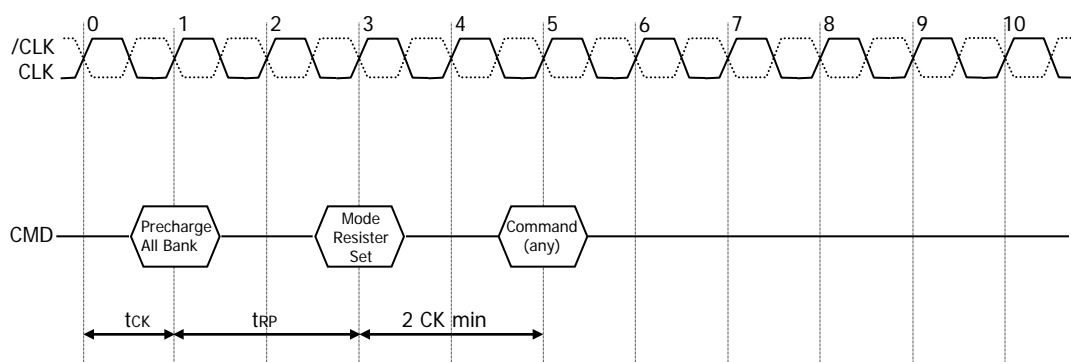 0 1 2 3 4 5 6 7 8 9 10
/CLK
CLK
CMD
Precharge
All Bank
Mode
Resister
Set
Command
(any)
tCK
tRP
2 CK min